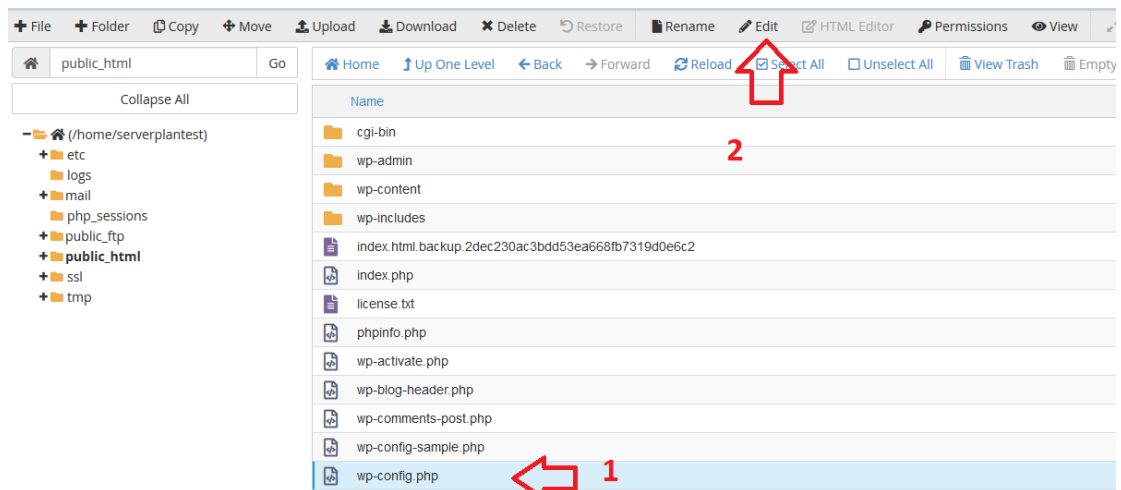 File Folder Copy Move Upload Download Delete Restore Rename Edit HTML Editor Permissions View
public_html Go Home Up One Level Back Forward Reload Select All Unselect All View Trash Empty
Collapse All
(/home/serverplantest)
etc
logs
mail
php_sessions
public_ftp
public_html
ssl
tmp
Name
cgi-bin
wp-admin
wp-content
wp-includes
index.html.backup.2dec230ac3bdd53ea668fb7319d0e6c2
index.php
license.txt
phpinfo.php
wp-activate.php
wp-blog-header.php
wp-comments-post.php
wp-config-sample.php
wp-config.php
2
1